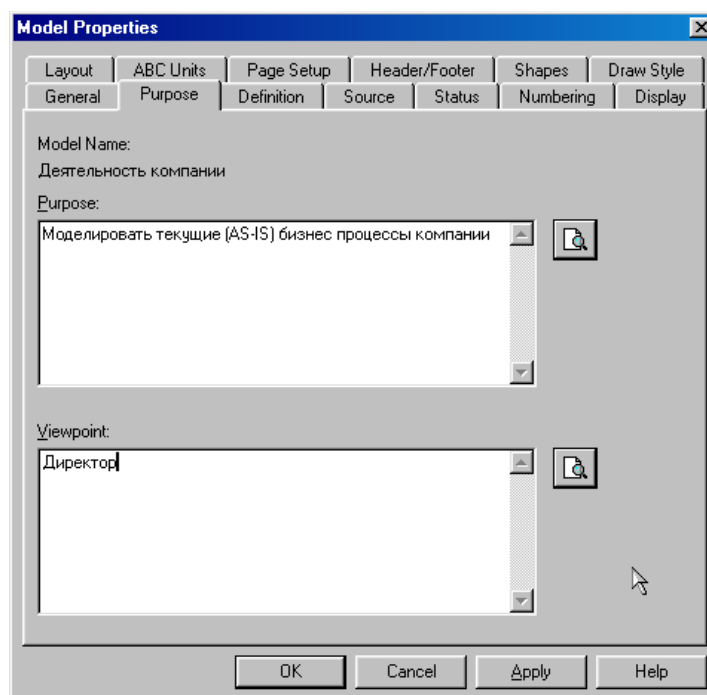 Model Properties
Layout ABC Units Page Setup Header/Footer Shapes Draw Style
General Purpose Definition Source Status Numbering Display
Model Name:
Деятельность компании
Purpose:
Моделировать текущие (AS-IS) бизнес процессы компании
Viewpoint:
Директор
OK Cancel Apply Help